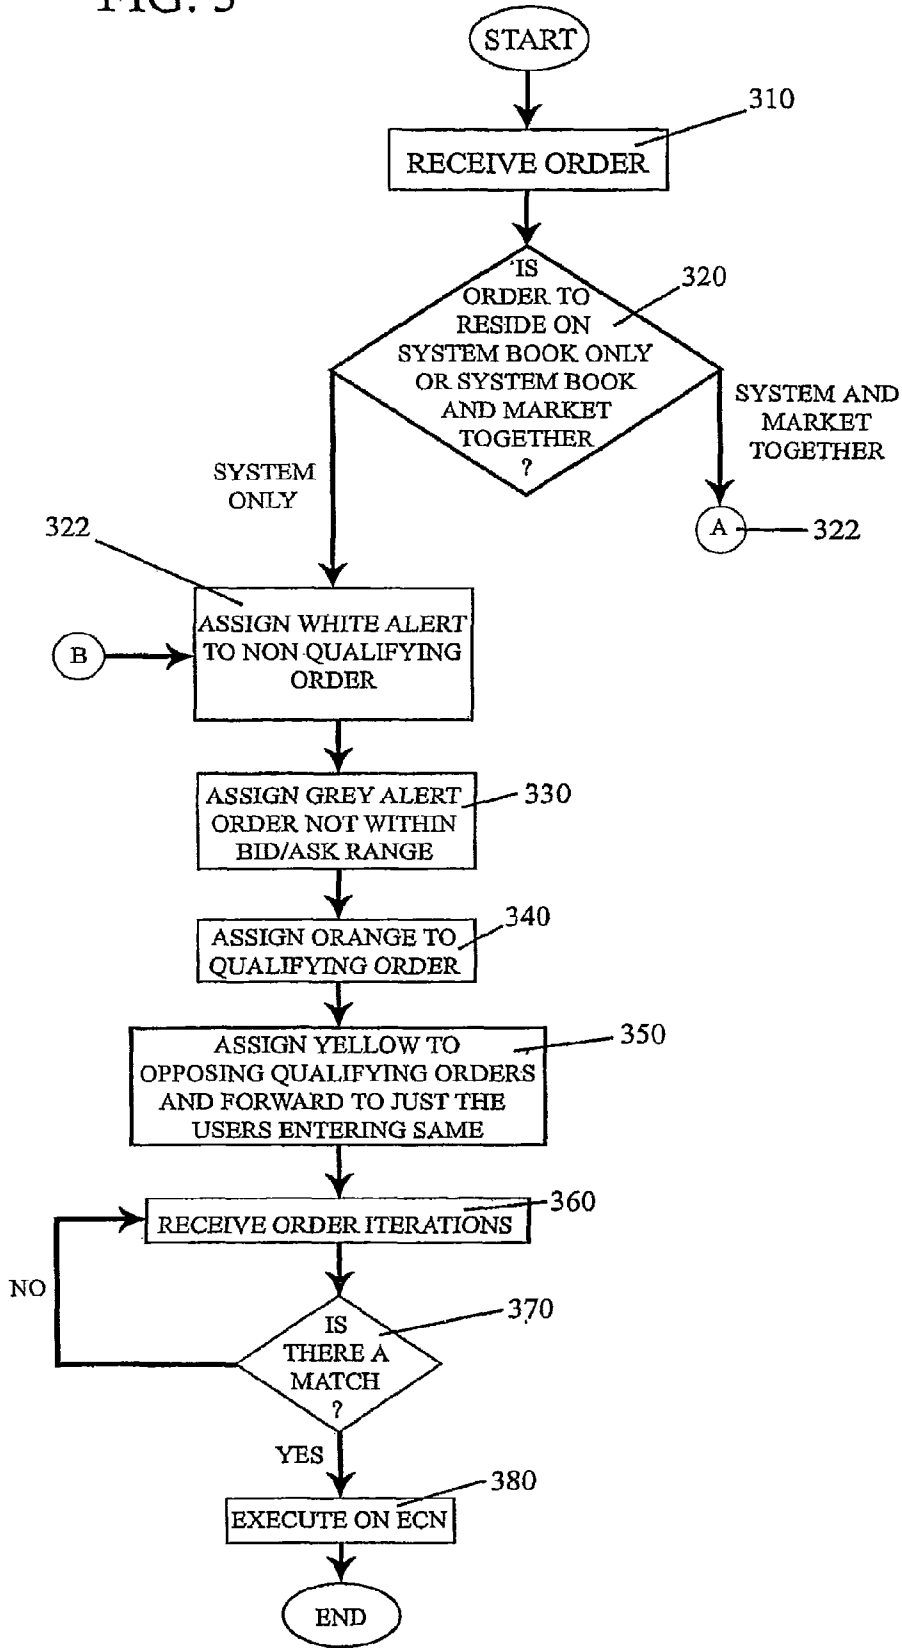 FIG. 3
START
310
RECEIVE ORDER
IS
ORDER TO
RESIDE ON
SYSTEM BOOK ONLY
OR SYSTEM BOOK
AND MARKET
TOGETHER
?
320
SYSTEM AND
MARKET
TOGETHER
SYSTEM
ONLY
A
322
322
ASSIGN WHITE ALERT
TO NON QUALIFYING
ORDER
B
ASSIGN GREY ALERT
ORDER NOT WITHIN
BID/ASK RANGE
330
340
ASSIGN ORANGE TO
QUALIFYING ORDER
350
ASSIGN YELLOW TO
OPPOSING QUALIFYING ORDERS
AND FORWARD TO JUST THE
USERS ENTERING SAME
360
RECEIVE ORDER ITERATIONS
NO
370
IS
THERE A
MATCH
?
YES
380
EXECUTE ON ECN
END